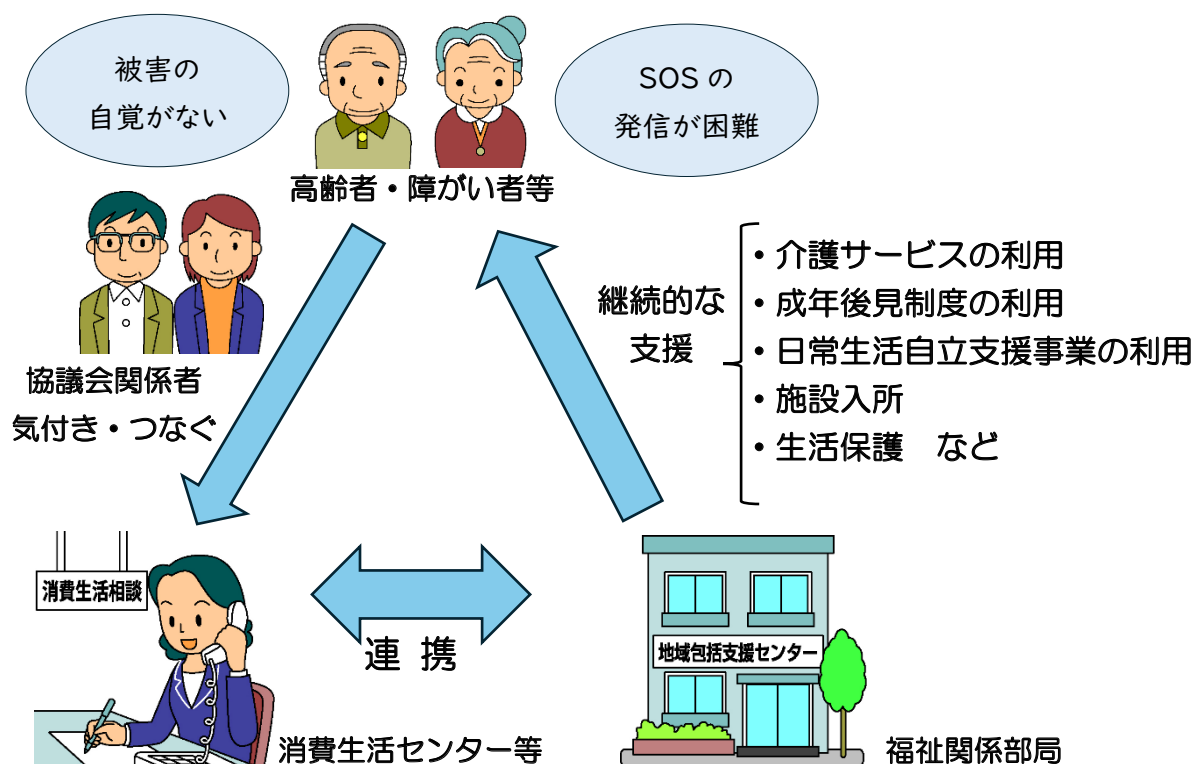 被害の
自覚がない
SOSの
発信が困難
高齢者・障がい者等
協議会関係者
気付き・つなぐ
継続的な
支援
・介護サービスの利用
・成年後見制度の利用
・日常生活自立支援事業の利用
・施設入所
・生活保護　など
消費生活相談
連 携
地域包括支援センター
消費生活センター等
福祉関係部局